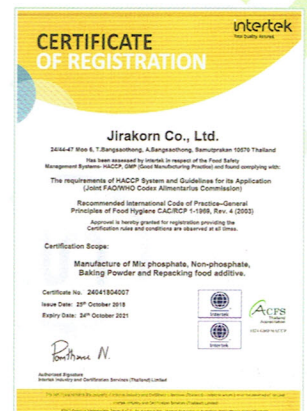 intertek
Total Quality. Assured.
CERTIFICATE
OF REGISTRATION
Jirakorn Co., Ltd.
24/44-47 Moo 6, T.Bangsaothong, A.Bangsaothong, Samutprakan 10570 Thailand
Has been assessed by Intertek in respect of the Food Safety
Management Systems- HACCP, GMP (Good Manufacturing Practice) and found complying with:
The requirements of HACCP System and Guidelines for its Application
(Joint FAO/WHO Codex Alimentarius Commission)
Recommended International Code of Practice-General
Principles of Food Hygiene CAC/RCP 1-1969, Rev. 4 (2003)
Approval is hereby granted for registration providing the
Certification rules and conditions are observed at all times.
Certification Scope:
Manufacture of Mix phosphate, Non-phosphate,
Baking Powder and Repacking food additive.
Certificate No. 24041804007
Issue Date: 25th October 2018
Expiry Date: 24th October 2021
intertek
intertek
ACFS
Authorized Signature
Intertek Industry and Certification Services (Thailand) Limited